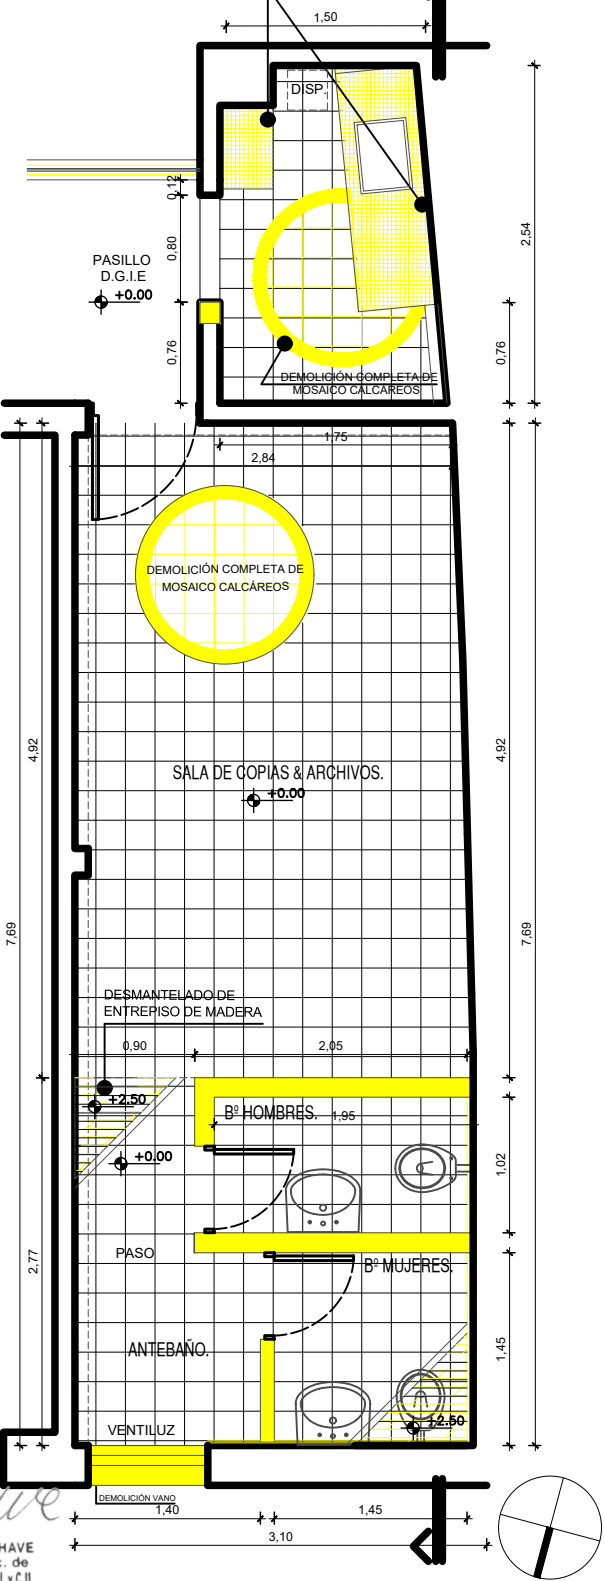 1,50
DISP.
0,12
0,80
2,54
PASILLO
D.G.I.E
+0.00
0,76
0,76
DEMOLICIÓN COMPLETA DE
MOSAICO CALCÁREOS
1,75
2,84
DEMOLICIÓN COMPLETA DE
MOSAICO CALCÁREOS
4,92
4,92
SALA DE COPIAS & ARCHIVOS.
+0.00
7,69
7,69
DESMANTELADO DE
ENTREPISO DE MADERA
0,90
2,05
+2.50
Bº HOMBRES.
1,95
+0.00
1,02
2,77
PASO
Bº MUJERES.
ANTEBAÑO.
1,45
+2.50
VENTILUZ
DEMOLICIÓN VANO
1,40
1,45
3,10
HAVE
c. de